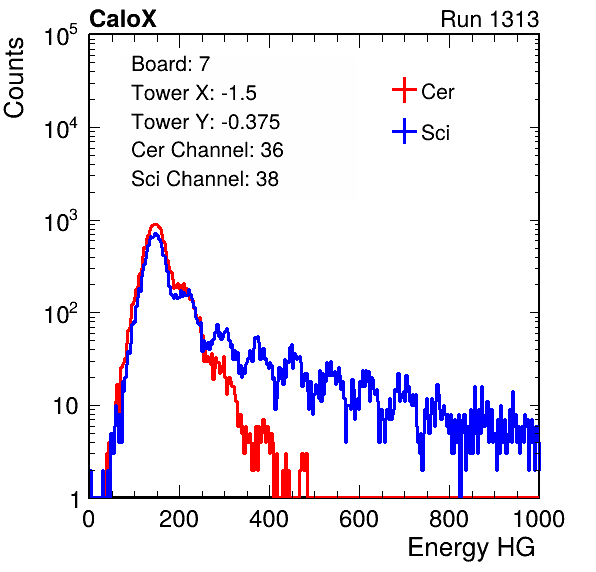 CaloX Run 1313
Counts
Board: 7
Tower X: -1.5
Tower Y: -0.375
Cer Channel: 36
Sci Channel: 38
Cer
Sci
10^5
10^4
10^3
10^2
10
1
0 200 400 600 800 1000
Energy HG